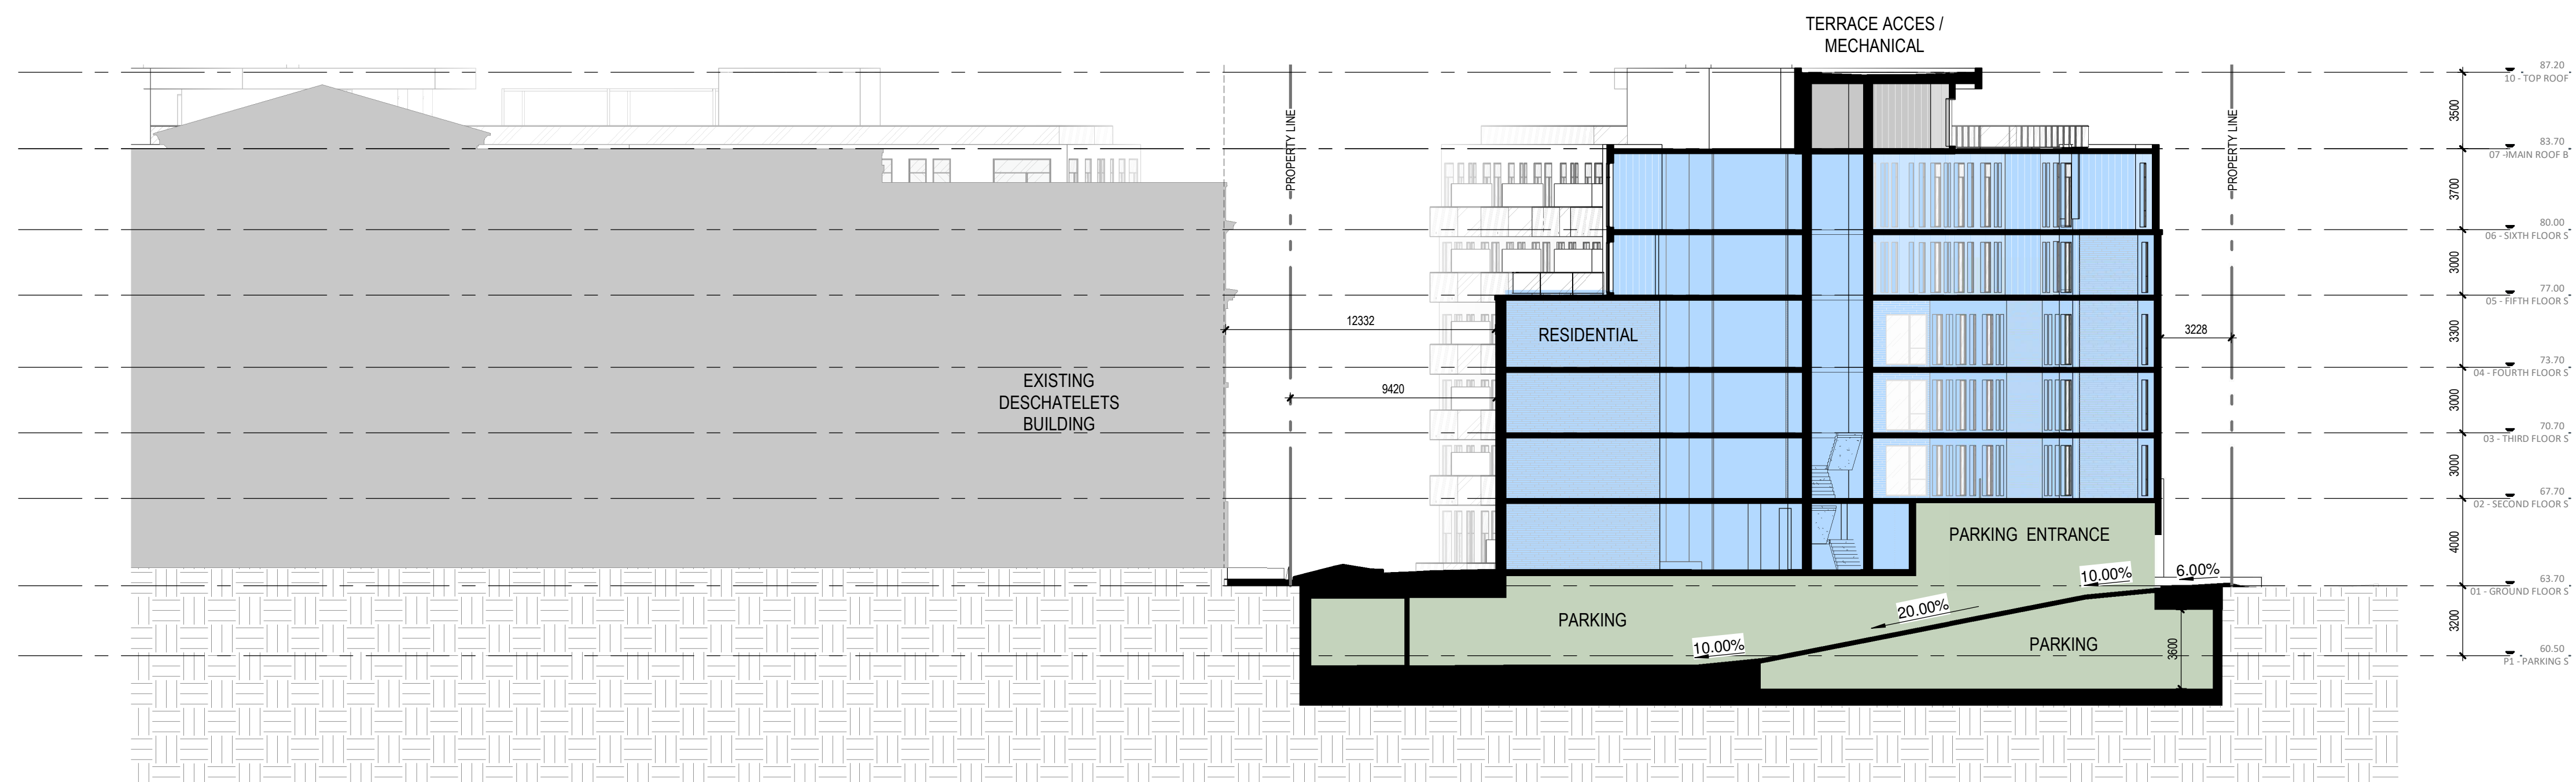 TERRACE ACCES /
MECHANICAL
87.20
10 - TOP ROOF
3500
PROPERTY LINE
PROPERTY LINE
83.70
07 -IMAIN ROOF B
3700
80.00
06 - SIXTH FLOOR S
3000
77.00
05 - FIFTH FLOOR S
12332
RESIDENTIAL
3228
3300
73.70
04 - FOURTH FLOOR S
EXISTING
DESCHATELETS
BUILDING
9420
3000
70.70
03 - THIRD FLOOR S
3000
67.70
02 - SECOND FLOOR S
PARKING ENTRANCE
4000
10.00%
6.00%
63.70
01 - GROUND FLOOR S
20.00%
PARKING
3200
10.00%
PARKING
3600
60.50
P1 - PARKING S